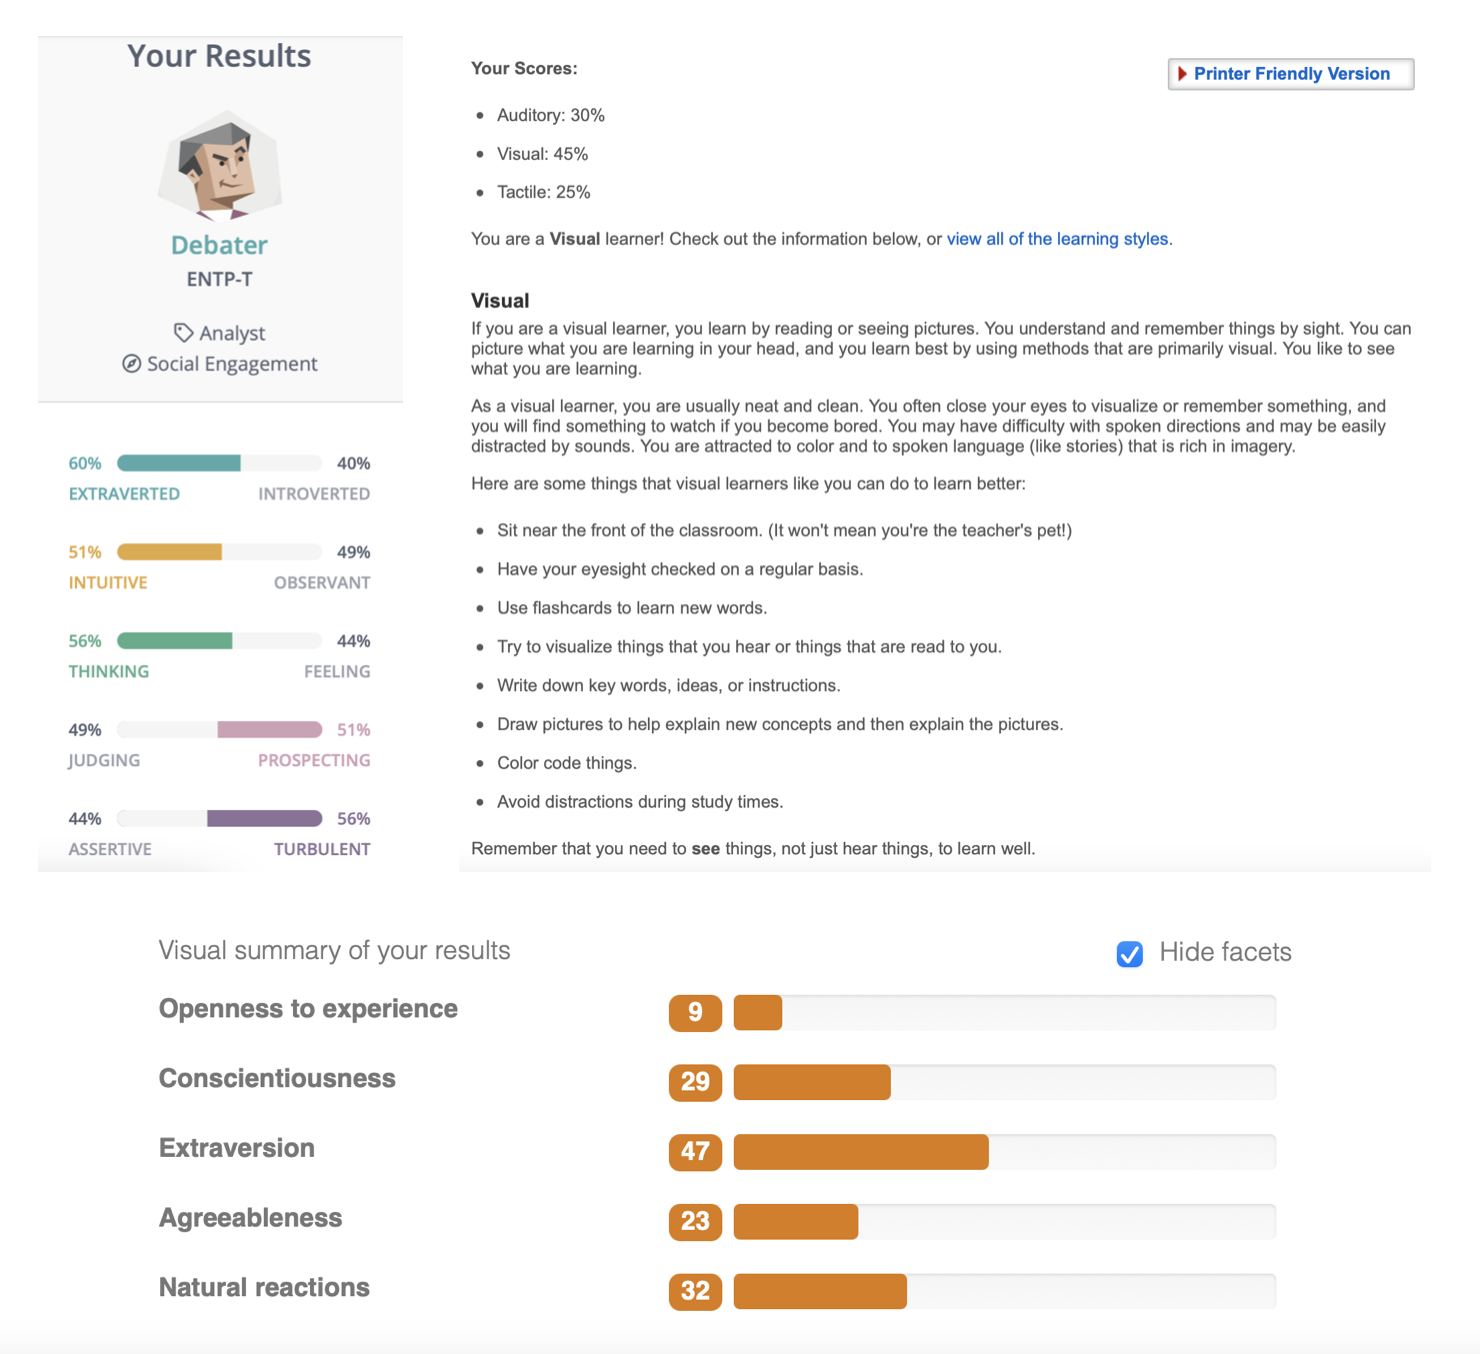 Your Results
Debater
ENTP-T
Analyst
Social Engagement
60% 40%
EXTRAVERTED INTROVERTED
51% 49%
INTUITIVE OBSERVANT
56% 44%
THINKING FEELING
49% 51%
JUDGING PROSPECTING
44% 56%
ASSERTIVE TURBULENT
Your Scores:
Printer Friendly Version
• Auditory: 30%
• Visual: 45%
• Tactile: 25%
You are a Visual learner! Check out the information below, or view all of the learning styles.
Visual
If you are a visual learner, you learn by reading or seeing pictures. You understand and remember things by sight. You can
picture what you are learning in your head, and you learn best by using methods that are primarily visual. You like to see
what you are learning.
As a visual learner, you are usually neat and clean. You often close your eyes to visualize or remember something, and
you will find something to watch if you become bored. You may have difficulty with spoken directions and may be easily
distracted by sounds. You are attracted to color and to spoken language (like stories) that is rich in imagery.
Here are some things that visual learners like you can do to learn better:
• Sit near the front of the classroom. (It won't mean you're the teacher's pet!)
• Have your eyesight checked on a regular basis.
• Use flashcards to learn new words.
• Try to visualize things that you hear or things that are read to you.
• Write down key words, ideas, or instructions.
• Draw pictures to help explain new concepts and then explain the pictures.
• Color code things.
• Avoid distractions during study times.
Remember that you need to see things, not just hear things, to learn well.
Visual summary of your results
Hide facets
Openness to experience 9
Conscientiousness 29
Extraversion 47
Agreeableness 23
Natural reactions 32